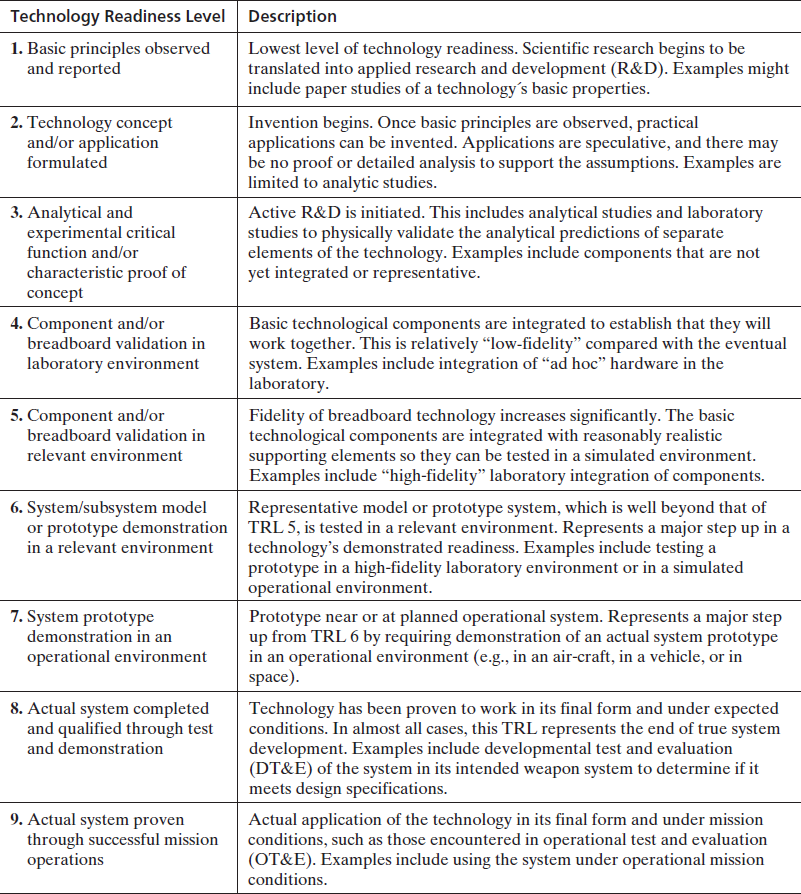 Technology Readiness Level Description
1. Basic principles observed
and reported
Lowest level of technology readiness. Scientific research begins to be
translated into applied research and development (R&D). Examples might
include paper studies of a technology´s basic properties.
2. Technology concept
and/or application
formulated
Invention begins. Once basic principles are observed, practical
applications can be invented. Applications are speculative, and there may
be no proof or detailed analysis to support the assumptions. Examples are
limited to analytic studies.
3. Analytical and
experimental critical
function and/or
characteristic proof of
concept
Active R&D is initiated. This includes analytical studies and laboratory
studies to physically validate the analytical predictions of separate
elements of the technology. Examples include components that are not
yet integrated or representative.
4. Component and/or
breadboard validation in
laboratory environment
Basic technological components are integrated to establish that they will
work together. This is relatively “low-fidelity” compared with the eventual
system. Examples include integration of “ad hoc” hardware in the
laboratory.
5. Component and/or
breadboard validation in
relevant environment
Fidelity of breadboard technology increases significantly. The basic
technological components are integrated with reasonably realistic
supporting elements so they can be tested in a simulated environment.
Examples include “high-fidelity” laboratory integration of components.
6. System/subsystem model
or prototype demonstration
in a relevant environment
Representative model or prototype system, which is well beyond that of
TRL 5, is tested in a relevant environment. Represents a major step up in a
technology’s demonstrated readiness. Examples include testing a
prototype in a high-fidelity laboratory environment or in a simulated
operational environment.
7. System prototype
demonstration in an
operational environment
Prototype near or at planned operational system. Represents a major step
up from TRL 6 by requiring demonstration of an actual system prototype
in an operational environment (e.g., in an air-craft, in a vehicle, or in
space).
8. Actual system completed
and qualified through test
and demonstration
Technology has been proven to work in its final form and under expected
conditions. In almost all cases, this TRL represents the end of true system
development. Examples include developmental test and evaluation
(DT&E) of the system in its intended weapon system to determine if it
meets design specifications.
9. Actual system proven
through successful mission
operations
Actual application of the technology in its final form and under mission
conditions, such as those encountered in operational test and evaluation
(OT&E). Examples include using the system under operational mission
conditions.